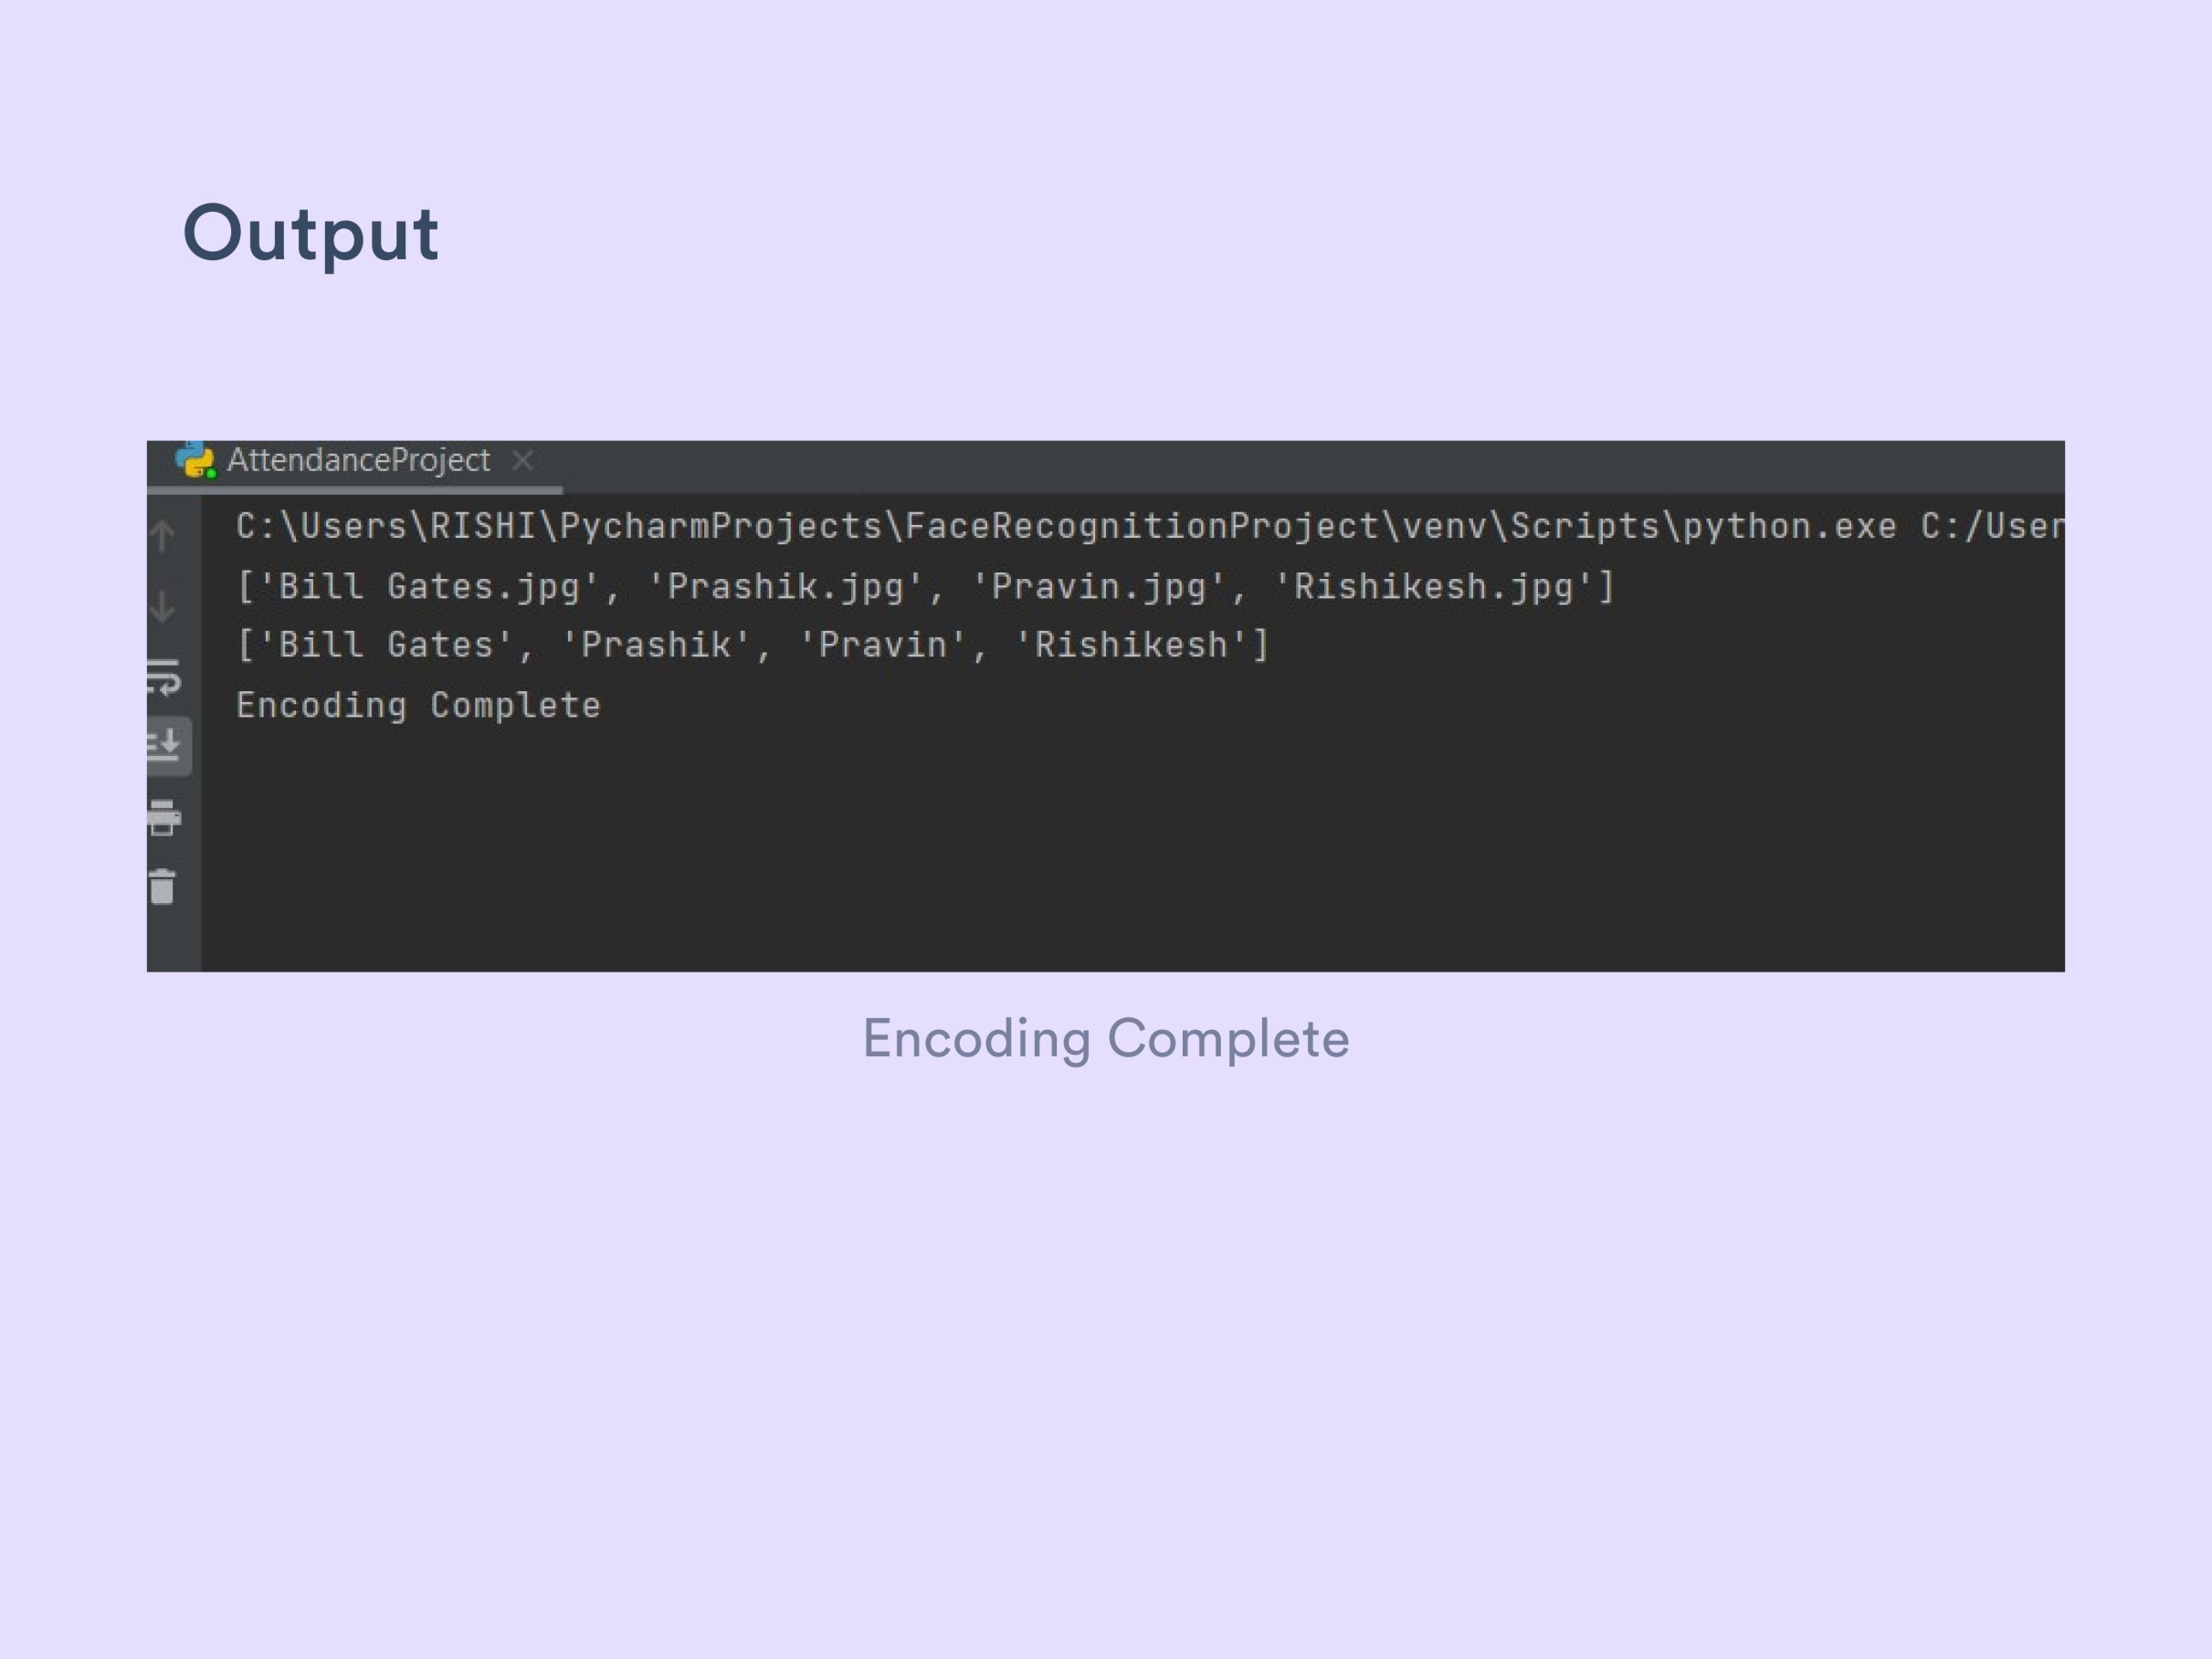 Output
AttendanceProject
C:\Users\RISHI\PycharmProjects\FaceRecognitionProject\venv\Scripts\python.exe C:/User
['Bill Gates.jpg', 'Prashik.jpg', 'Pravin.jpg', 'Rishikesh.jpg']
['Bill Gates', 'Prashik', 'Pravin', 'Rishikesh']
Encoding Complete
Encoding Complete